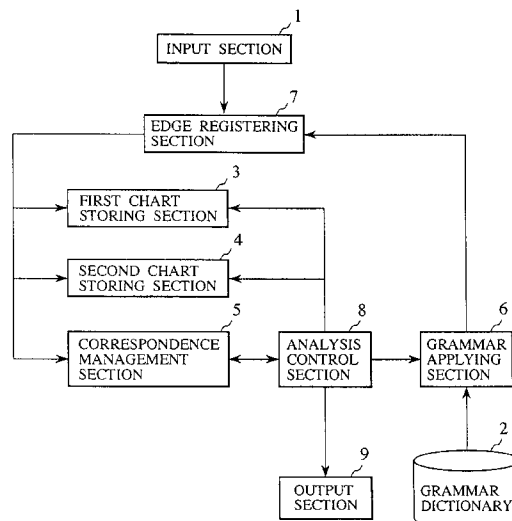 1
INPUT SECTION
7
EDGE REGISTERING
SECTION
3
FIRST CHART
STORING SECTION
4
SECOND CHART
STORING SECTION
5
CORRESPONDENCE
MANAGEMENT
SECTION
8
ANALYSIS
CONTROL
SECTION
6
GRAMMAR
APPLYING
SECTION
9
OUTPUT
SECTION
2
GRAMMAR
DICTIONARY